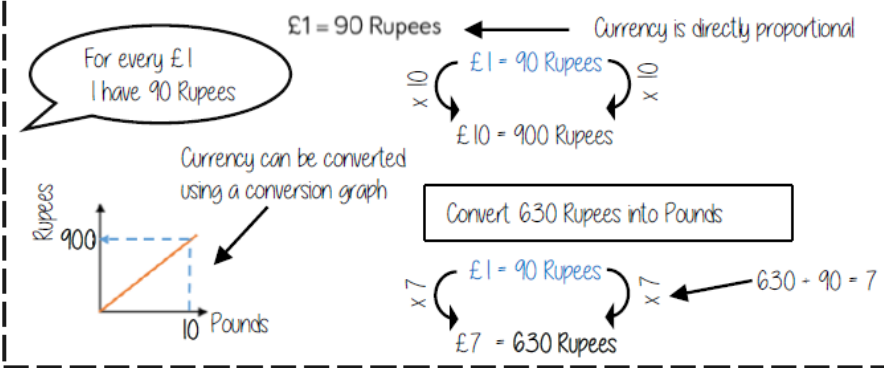 £1 = 90 Rupees
Currency is directly proportional
For every £1
I have 90 Rupees
£1 = 90 Rupees
x 10
x 10
£10 = 900 Rupees
Currency can be converted
using a conversion graph
Rupees
900
10
Pounds
Convert 630 Rupees into Pounds
£1 = 90 Rupees
x 7
x 7
630 ÷ 90 = 7
£7 = 630 Rupees